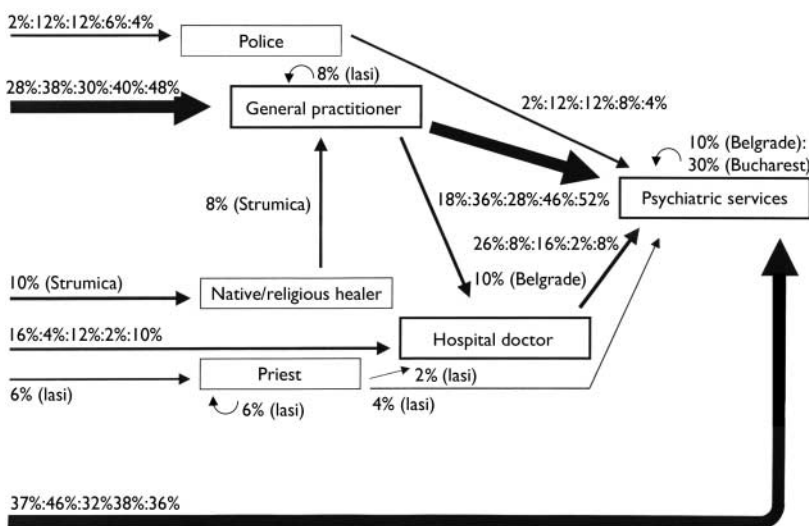 2%:12%:12%:6%:4%
Police
8% (Iasi)
28%:38%:30%:40%:48%
General practitioner
2%:12%:12%:8%:4%
10% (Belgrade):
30% (Bucharest)
Psychiatric services
18%:36%:28%:46%:52%
8% (Strumica)
26%:8%:16%:2%:8%
10% (Belgrade)
10% (Strumica)
Native/religious healer
16%:4%:12%:2%:10%
Hospital doctor
Priest
2% (Iasi)
6% (Iasi)
6% (Iasi)
4% (Iasi)
37%:46%:32%38%:36%